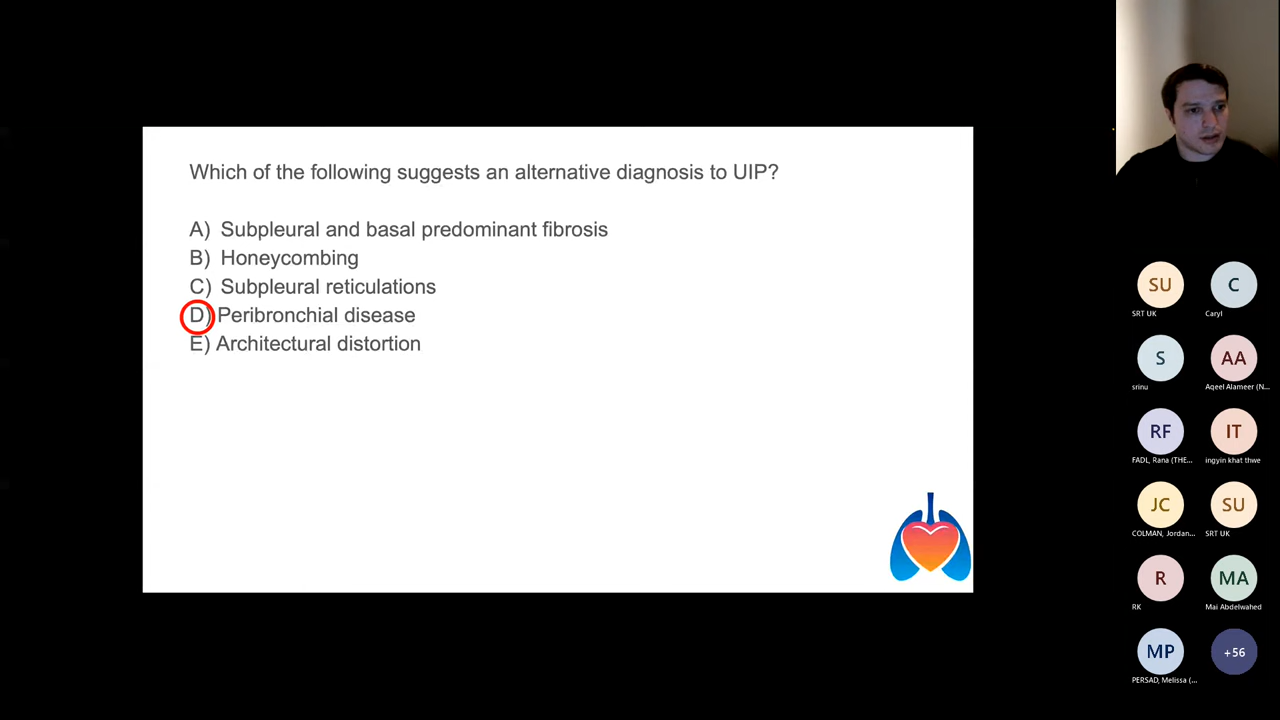 Which of the following suggests an alternative diagnosis to UIP?
A) Subpleural and basal predominant fibrosis
B) Honeycombing
C) Subpleural reticulations
D) Peribronchial disease
E) Architectural distortion
SU
SRT UK
C
Caryl
S
srinu
AA
Aqeel Alameer (N...
RF
FADL, Rana (THE...
IT
ingyin khat thwe
JC
COLMAN, Jordan...
SU
SRT UK
R
RK
MA
Mai Abdelwahed
MP
PERSAD, Melissa (...
+56